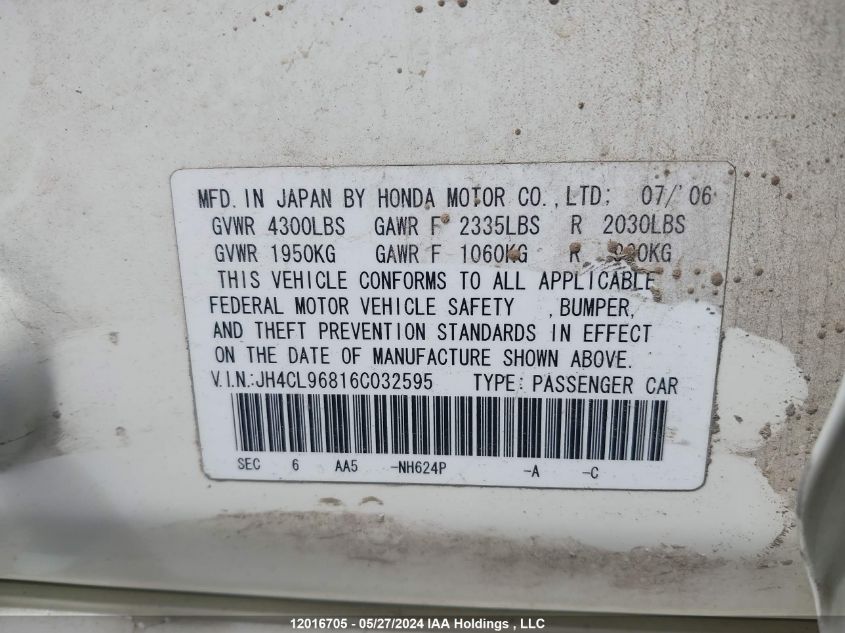 MFD. IN JAPAN BY HONDA MOTOR CO., LTD; 07/'06
GVWR 4300LBS GAWR F 2335LBS R 2030LBS
GVWR 1950KG GAWR F 1060KG R
THIS VEHICLE CONFORMS TO ALL APPLICABLE
FEDERAL MOTOR VEHICLE SAFETY , BUMPER,
AND THEFT PREVENTION STANDARDS IN EFFECT
ON THE DATE OF MANUFACTURE SHOWN ABOVE.
V.I.N.:JH4CL96816C032595 TYPE: PASSENGER CAR
SEC 6 AA5 -NH624P -A -C
12016705 - 05/27/2024 IAA Holdings , LLC